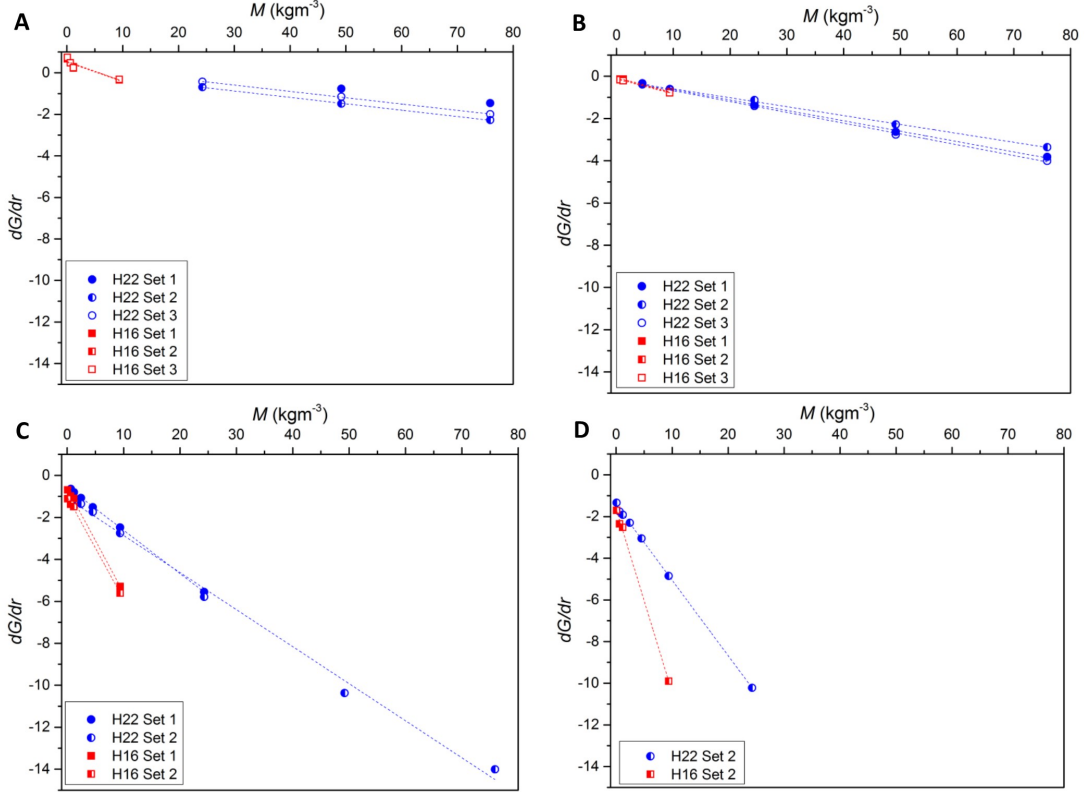 A
M (kgm-3)
0 10 20 30 40 50 60 70 80
0
-2
-4
-6
-8
-10
-12
-14
dG/dr
H22 Set 1
H22 Set 2
H22 Set 3
H16 Set 1
H16 Set 2
H16 Set 3
B
M (kgm-3)
0 10 20 30 40 50 60 70 80
0
-2
-4
-6
-8
-10
-12
-14
dG/dr
H22 Set 1
H22 Set 2
H22 Set 3
H16 Set 1
H16 Set 2
H16 Set 3
C
M (kgm-3)
0 10 20 30 40 50 60 70 80
0
-2
-4
-6
-8
-10
-12
-14
dG/dr
H22 Set 1
H22 Set 2
H16 Set 1
H16 Set 2
D
M (kgm-3)
0 10 20 30 40 50 60 70 80
0
-2
-4
-6
-8
-10
-12
-14
dG/dr
H22 Set 2
H16 Set 2